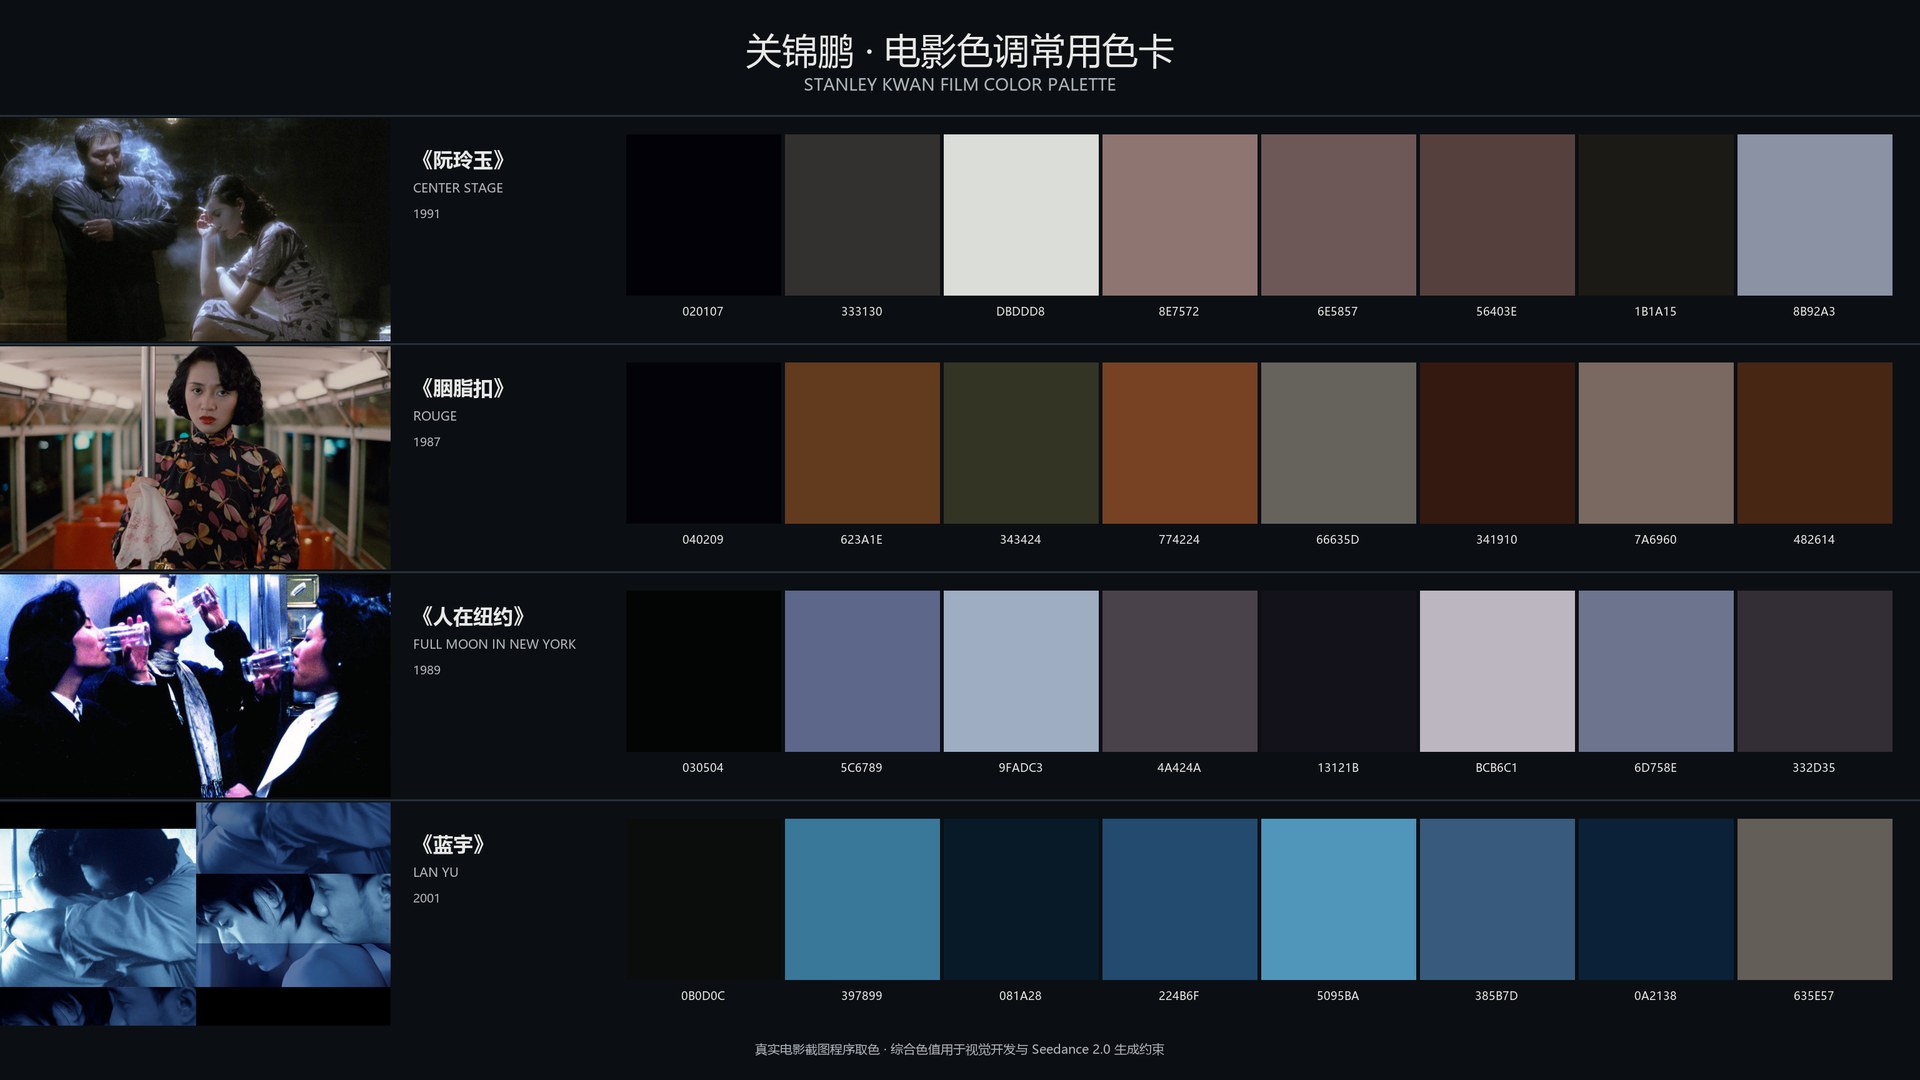 关锦鹏 · 电影色调常用色卡
STANLEY KWAN FILM COLOR PALETTE
《阮玲玉》
CENTER STAGE
1991
020107 333130 DBDDD8 8E7572 6E5857 56403E 1B1A15 8B92A3
《胭脂扣》
ROUGE
1987
040209 623A1E 343424 774224 66635D 341910 7A6960 482614
《人在纽约》
FULL MOON IN NEW YORK
1989
030504 5C6789 9FADC3 4A424A 13121B BCB6C1 6D758E 332D35
《蓝宇》
LAN YU
2001
0B0D0C 397899 081A28 224B6F 5095BA 385B7D 0A2138 635E57
真实电影截图程序取色 · 综合色值用于视觉开发与 Seedance 2.0 生成约束